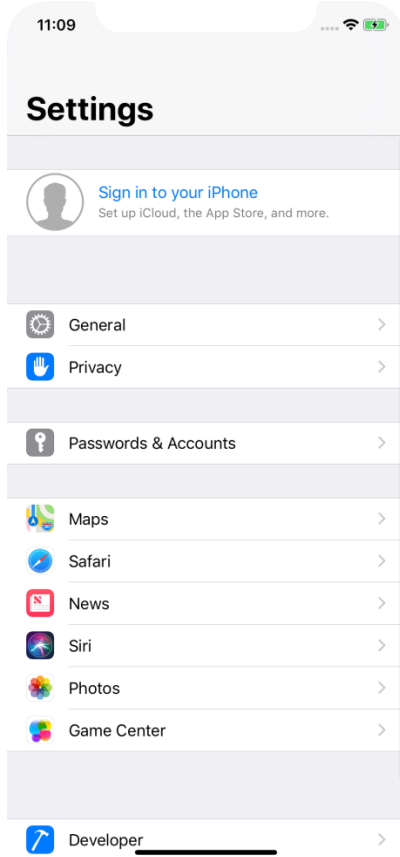 11:09
Settings
Sign in to your iPhone
Set up iCloud, the App Store, and more.
General
Privacy
Passwords & Accounts
Maps
Safari
News
Siri
Photos
Game Center
Developer